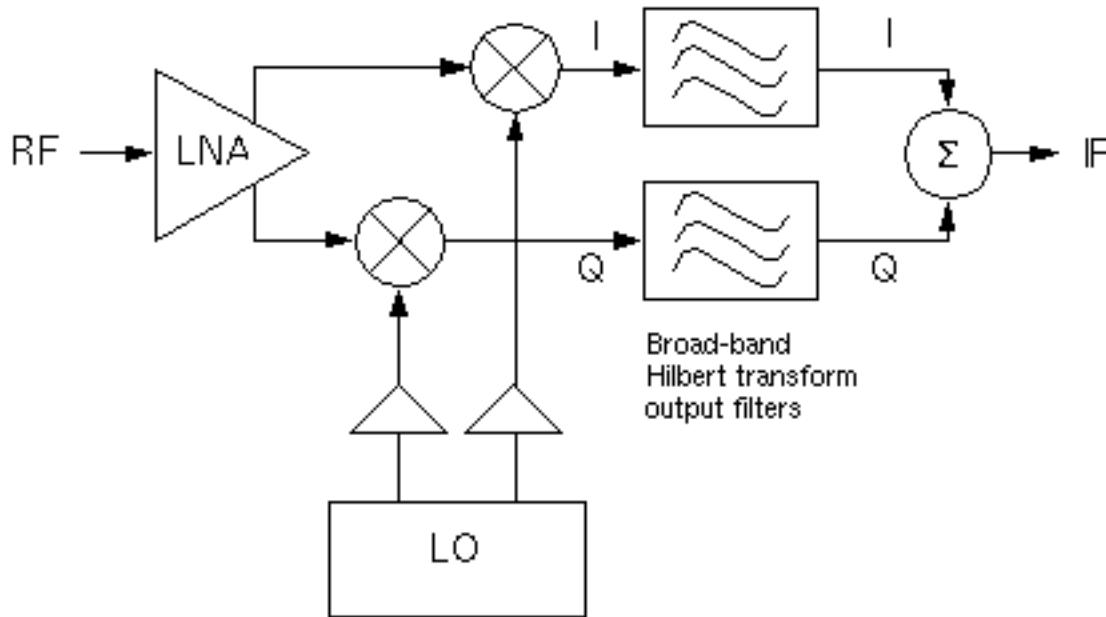 I
I
RF
LNA
Σ
IF
Q
Q
Broad-band
Hilbert transform
output filters
LO